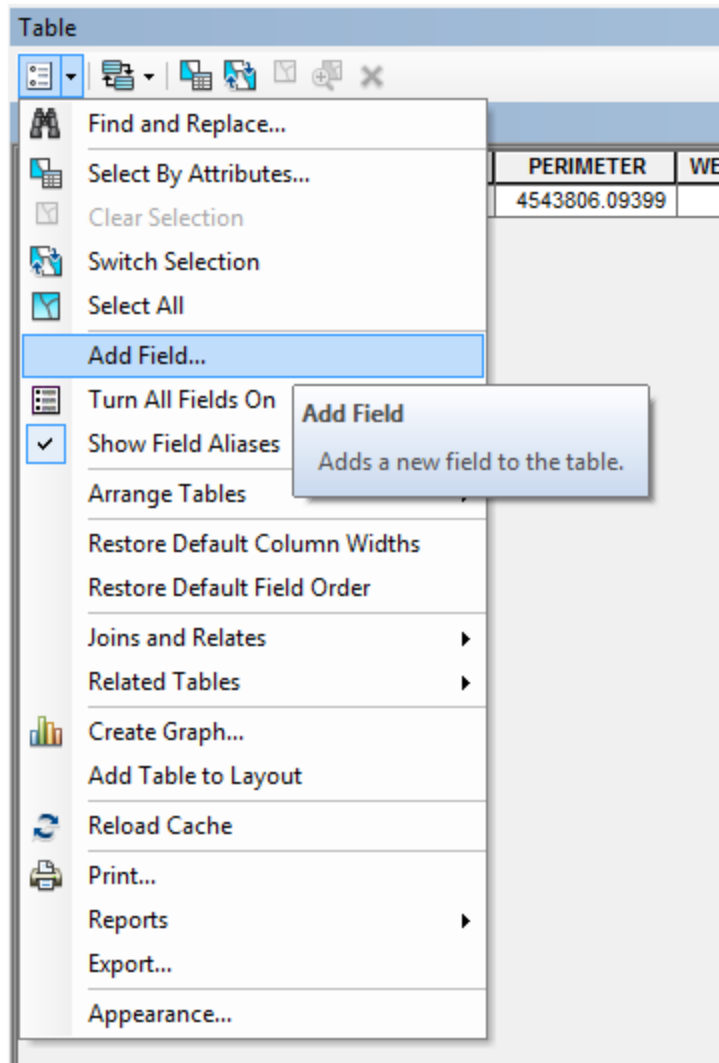 Table
Find and Replace...
PERIMETER WE
Select By Attributes...
4543806.09399
Clear Selection
Switch Selection
Select All
Add Field...
Turn All Fields On
Add Field
Show Field Aliases
Adds a new field to the table.
Arrange Tables
Restore Default Column Widths
Restore Default Field Order
Joins and Relates
Related Tables
Create Graph...
Add Table to Layout
Reload Cache
Print...
Reports
Export...
Appearance...